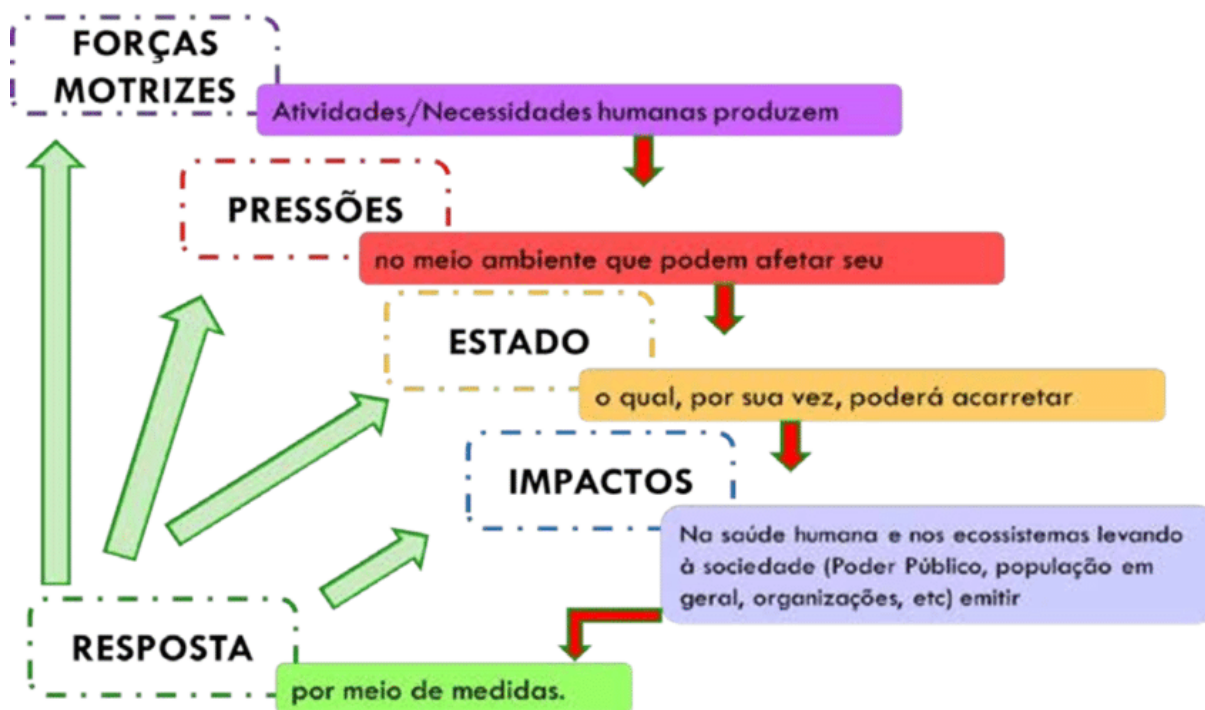 FORÇAS
MOTRIZES
Atividades/Necessidades humanas produzem
PRESSÕES
no meio ambiente que podem afetar seu
ESTADO
o qual, por sua vez, poderá acarretar
IMPACTOS
Na saúde humana e nos ecossistemas levando
à sociedade (Poder Público, população em
geral, organizações, etc) emitir
RESPOSTA
por meio de medidas.